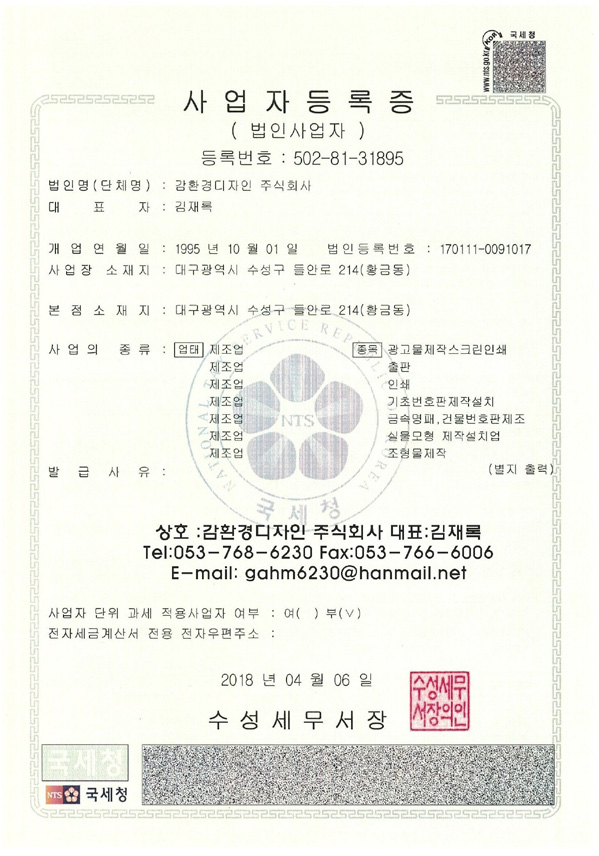 국세청
www.nts.go.kr
사업자등록증
( 법인사업자 )
등록번호 : 502-81-31895
법인명(단체명) : 감환경디자인 주식회사
대 표 자 : 김재록
개 업 연 월 일 : 1995 년 10 월 01 일 법인등록번호 : 170111-0091017
사업장 소재지 : 대구광역시 수성구 들안로 214(황금동)
본 점 소 재 지 : 대구광역시 수성구 들안로 214(황금동)
사 업 의 종 류 : 업태 제조업 종목 광고물제작스크린인쇄
제조업 출판
제조업 인쇄
제조업 기초번호판제작설치
제조업 금속명패,건물번호판제조
제조업 실물모형 제작설치업
제조업 조형물제작
발 급 사 유 : (별지 출력)
NATIONAL TAX SERVICE REPUBLIC OF KOREA
NTS
국세청
상호 :감환경디자인 주식회사 대표:김재록
Tel:053-768-6230 Fax:053-766-6006
E-mail: gahm6230@hanmail.net
사업자 단위 과세 적용사업자 여부 : 여( ) 부(∨)
전자세금계산서 전용 전자우편주소 :
2018 년 04 월 06 일
수성세무서장
수성세무
서장의인
국세청
NTS 국세청